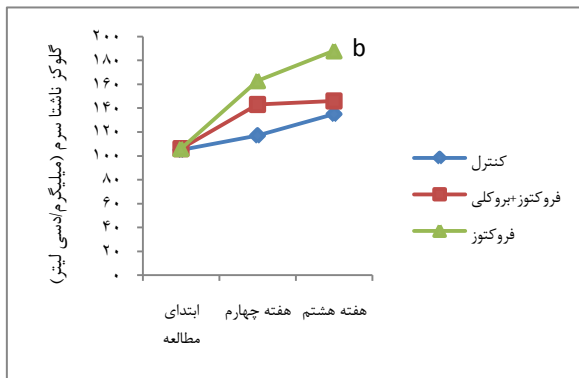 گلوکز ناشتا سرم (میلیگرم/دسی لیتر)
۲۰۰
۱۸۰
۱۶۰
۱۴۰
۱۲۰
۱۰۰
۸۰
۶۰
۴۰
۲۰
۰
b
ابتدای
مطالعه
هفته چهارم
هفته هشتم
کنترل
فروکتوز+بروکلی
فروکتوز